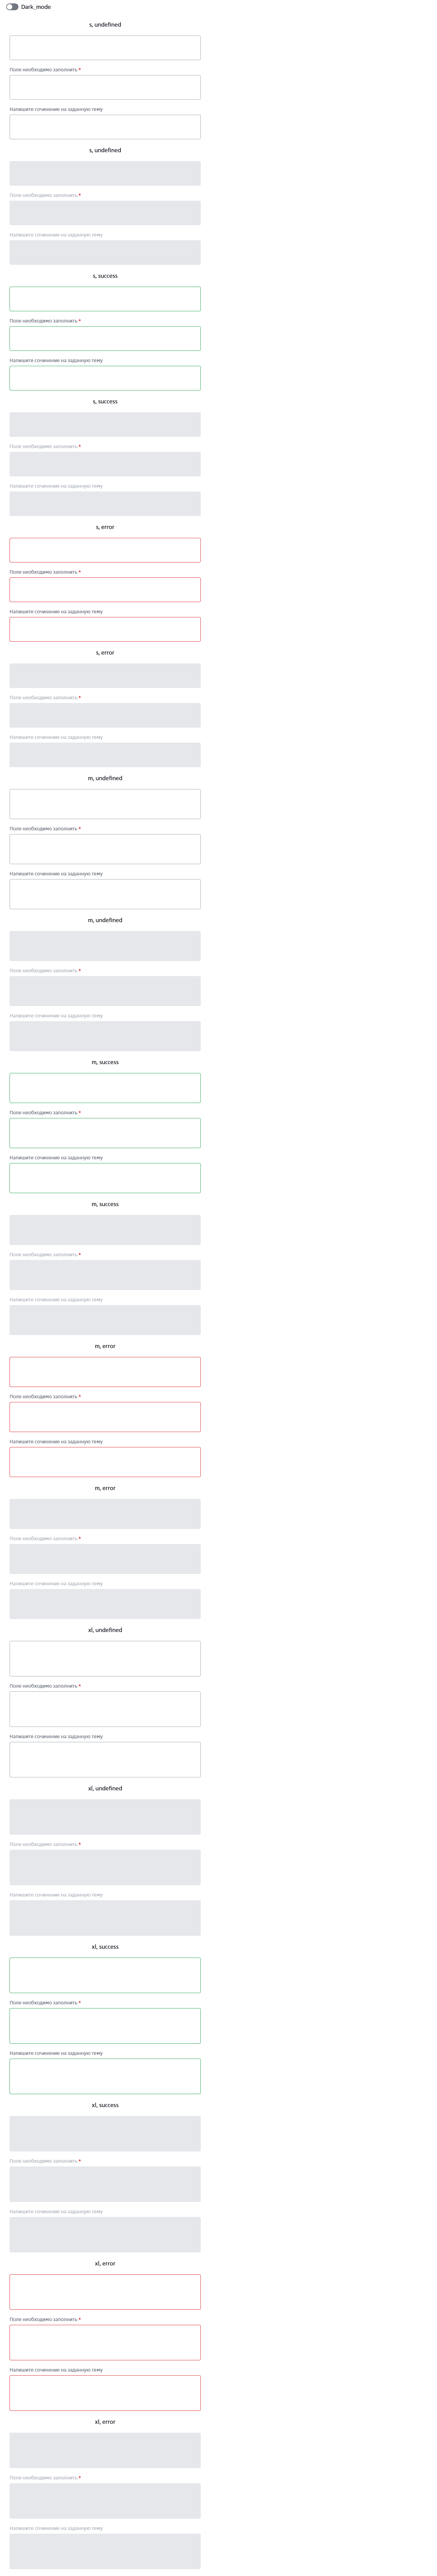 Dark_mode
s, undefined
Поле необходимо заполнить *
Напишите сочинение на заданную тему
s, undefined
Поле необходимо заполнить *
Напишите сочинение на заданную тему
s, success
Поле необходимо заполнить *
Напишите сочинение на заданную тему
s, success
Поле необходимо заполнить *
Напишите сочинение на заданную тему
s, error
Поле необходимо заполнить *
Напишите сочинение на заданную тему
s, error
Поле необходимо заполнить *
Напишите сочинение на заданную тему
m, undefined
Поле необходимо заполнить *
Напишите сочинение на заданную тему
m, undefined
Поле необходимо заполнить *
Напишите сочинение на заданную тему
m, success
Поле необходимо заполнить *
Напишите сочинение на заданную тему
m, success
Поле необходимо заполнить *
Напишите сочинение на заданную тему
m, error
Поле необходимо заполнить *
Напишите сочинение на заданную тему
m, error
Поле необходимо заполнить *
Напишите сочинение на заданную тему
xl, undefined
Поле необходимо заполнить *
Напишите сочинение на заданную тему
xl, undefined
Поле необходимо заполнить *
Напишите сочинение на заданную тему
xl, success
Поле необходимо заполнить *
Напишите сочинение на заданную тему
xl, success
Поле необходимо заполнить *
Напишите сочинение на заданную тему
xl, error
Поле необходимо заполнить *
Напишите сочинение на заданную тему
xl, error
Поле необходимо заполнить *
Напишите сочинение на заданную тему